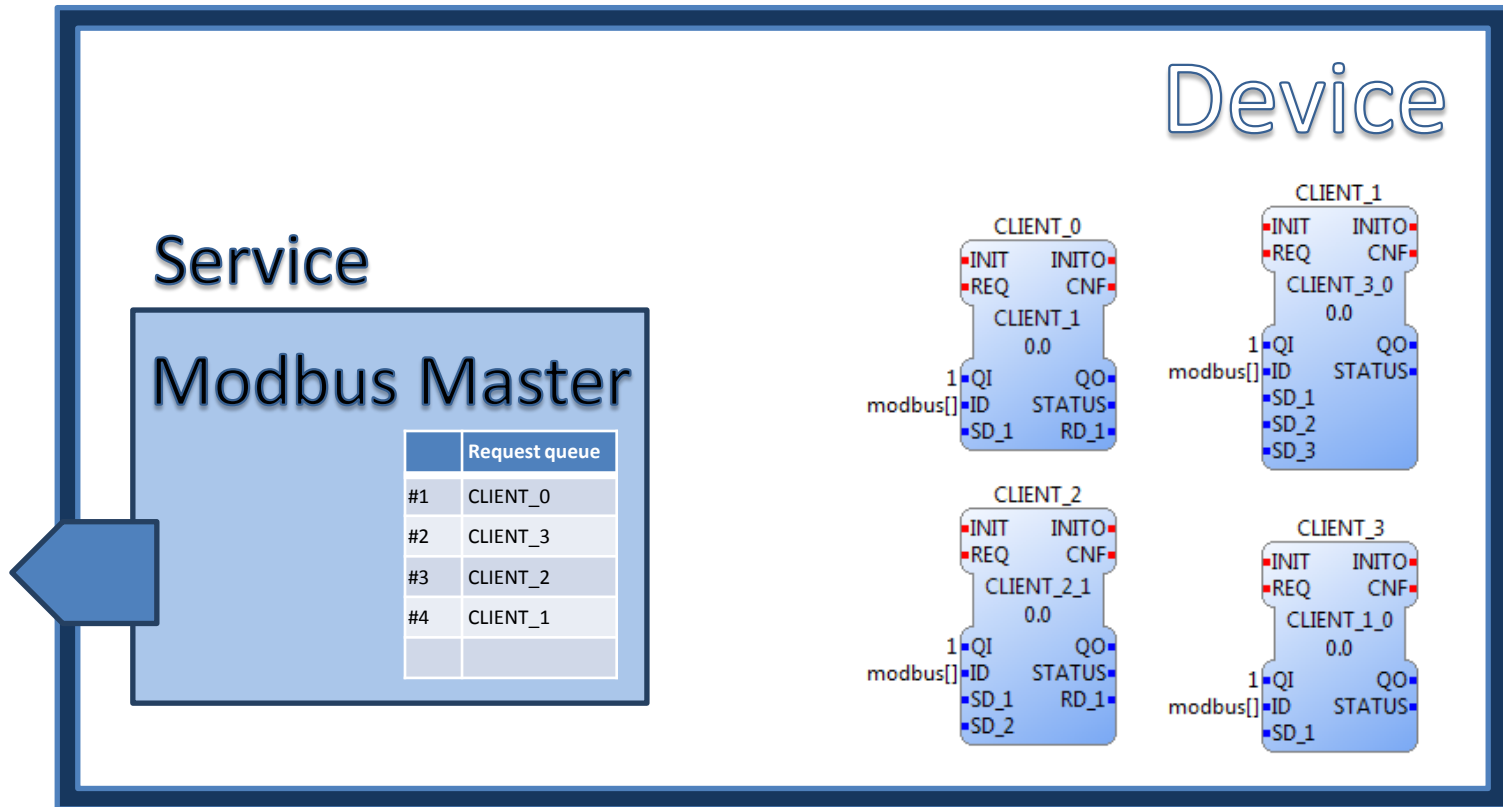 Device
Service
Modbus Master
Request queue
#1 CLIENT_0
#2 CLIENT_3
#3 CLIENT_2
#4 CLIENT_1
CLIENT_0
INIT INITO
REQ CNF
CLIENT_1
0.0
1 QI QO
modbus[] ID STATUS
SD_1 RD_1
CLIENT_1
INIT INITO
REQ CNF
CLIENT_3_0
0.0
1 QI QO
modbus[] ID STATUS
SD_1
SD_2
SD_3
CLIENT_2
INIT INITO
REQ CNF
CLIENT_2_1
0.0
1 QI QO
modbus[] ID STATUS
SD_1 RD_1
SD_2
CLIENT_3
INIT INITO
REQ CNF
CLIENT_1_0
0.0
1 QI QO
modbus[] ID STATUS
SD_1